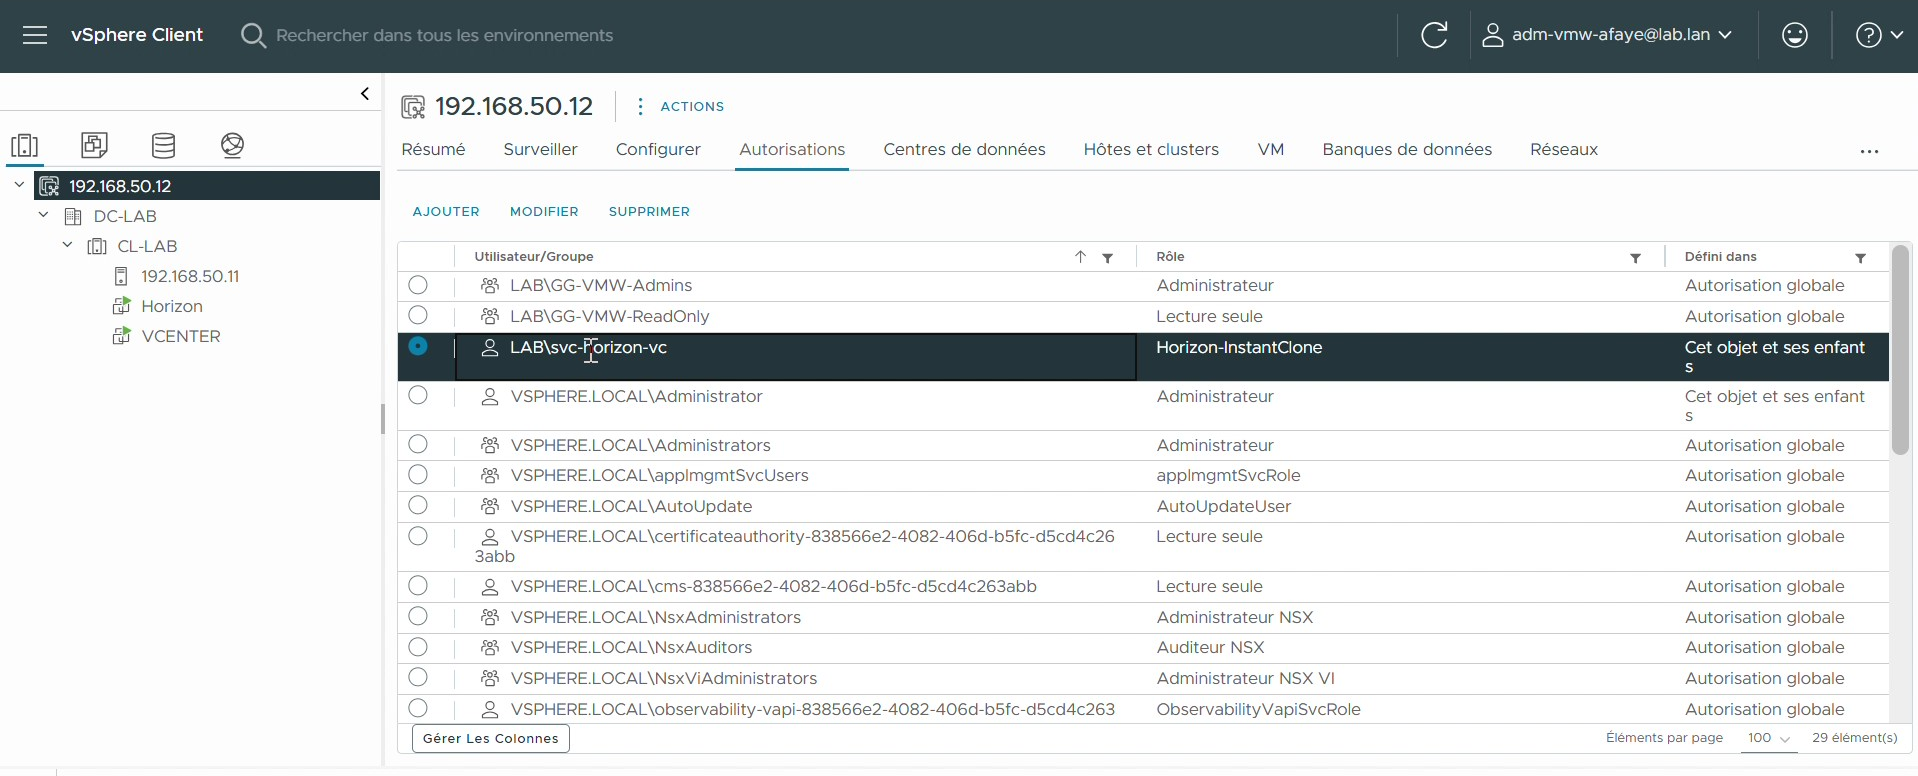 vSphere Client
Rechercher dans tous les environnements
adm-vmw-afaye@lab.lan
192.168.50.12
DC-LAB
CL-LAB
192.168.50.11
Horizon
VCENTER
192.168.50.12
ACTIONS
Résumé Surveiller Configurer Autorisations Centres de données Hôtes et clusters VM Banques de données Réseaux
AJOUTER MODIFIER SUPPRIMER
Utilisateur/Groupe Rôle Défini dans
LAB\GG-VMW-Admins Administrateur Autorisation globale
LAB\GG-VMW-ReadOnly Lecture seule Autorisation globale
LAB\svc-horizon-vc Horizon-InstantClone Cet objet et ses enfant
s
VSPHERE.LOCAL\Administrator Administrateur Cet objet et ses enfant
s
VSPHERE.LOCAL\Administrators Administrateur Autorisation globale
VSPHERE.LOCAL\applmgmtSvcUsers applmgmtSvcRole Autorisation globale
VSPHERE.LOCAL\AutoUpdate AutoUpdateUser Autorisation globale
VSPHERE.LOCAL\certificateauthority-838566e2-4082-406d-b5fc-d5cd4c26 Lecture seule Autorisation globale
3abb
VSPHERE.LOCAL\cms-838566e2-4082-406d-b5fc-d5cd4c263abb Lecture seule Autorisation globale
VSPHERE.LOCAL\NsxAdministrators Administrateur NSX Autorisation globale
VSPHERE.LOCAL\NsxAuditors Auditeur NSX Autorisation globale
VSPHERE.LOCAL\NsxViAdministrators Administrateur NSX VI Autorisation globale
VSPHERE.LOCAL\observability-vapi-838566e2-4082-406d-b5fc-d5cd4c263 ObservabilityVapiSvcRole Autorisation globale
Gérer Les Colonnes Éléments par page 100 29 élément(s)